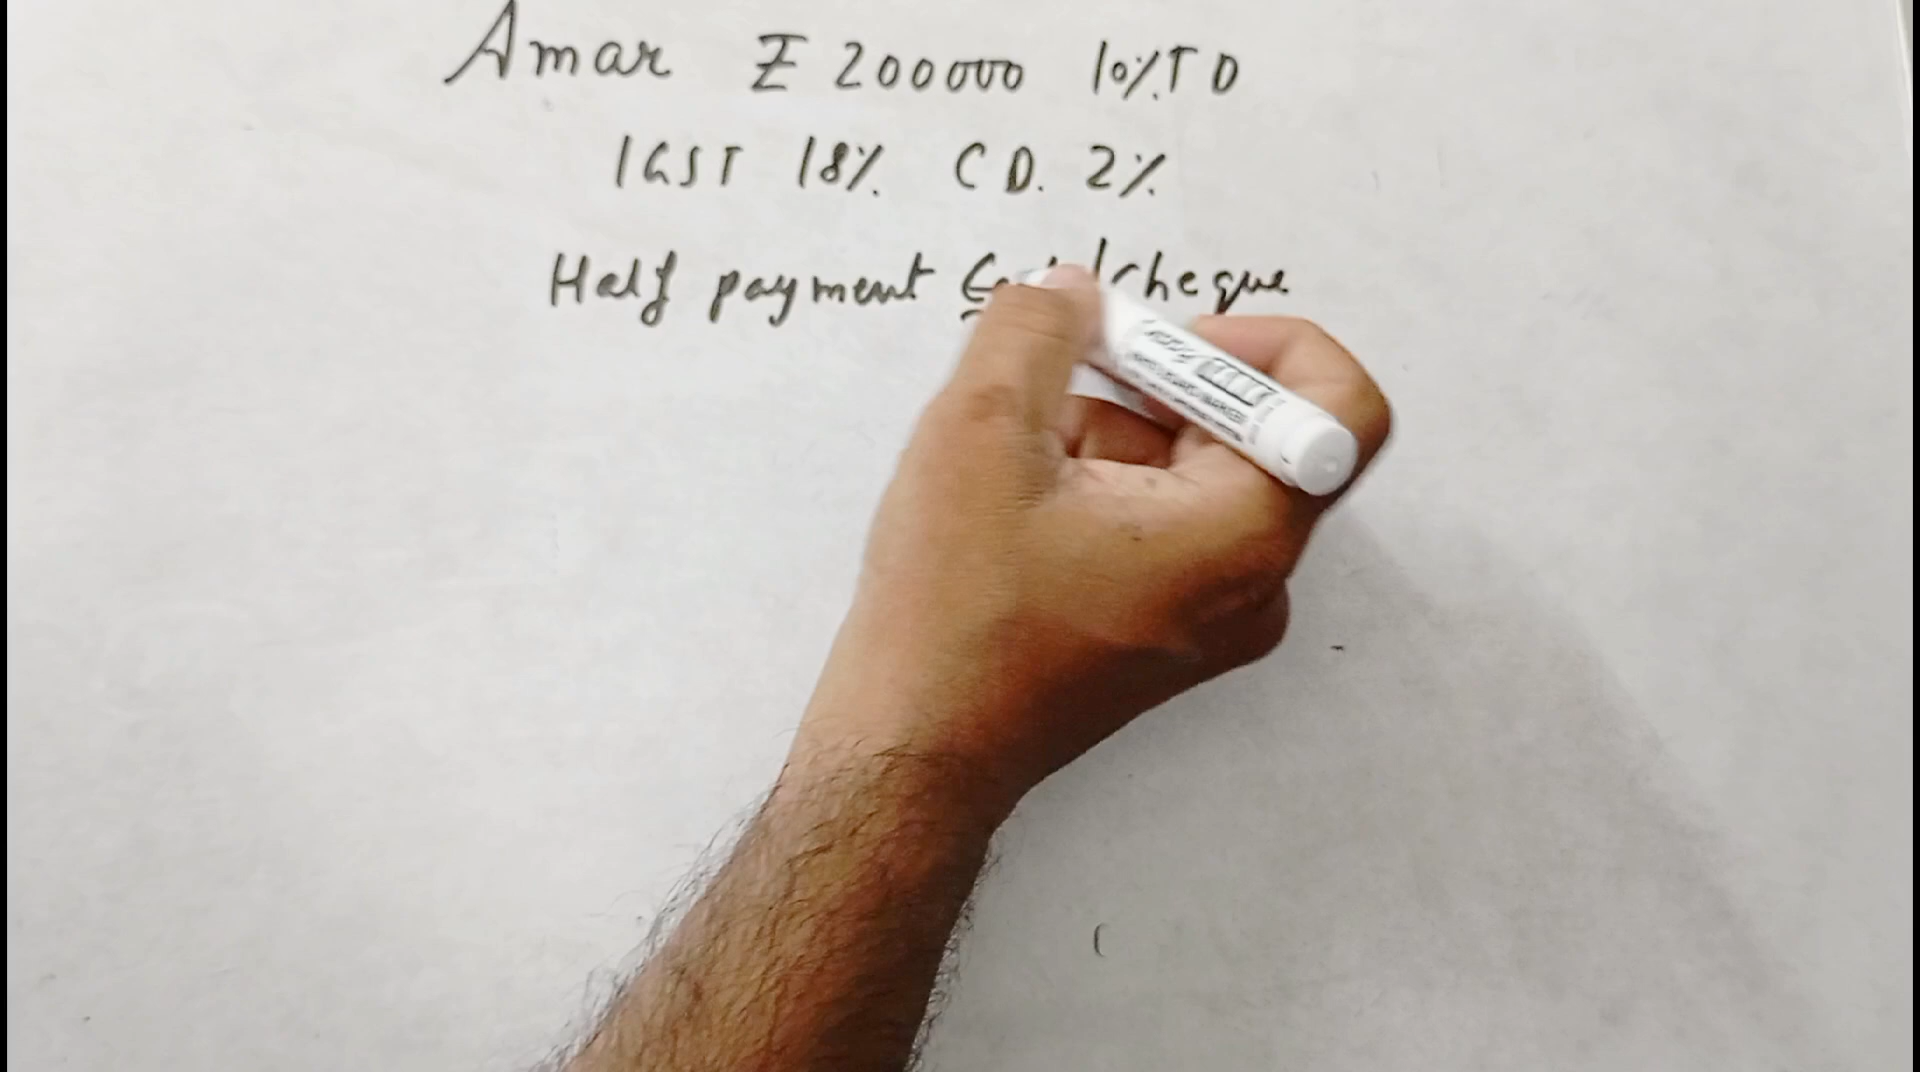 Amar ₹ 200000 10% T D
IGST 18% C D. 2%
Half payment /cheque